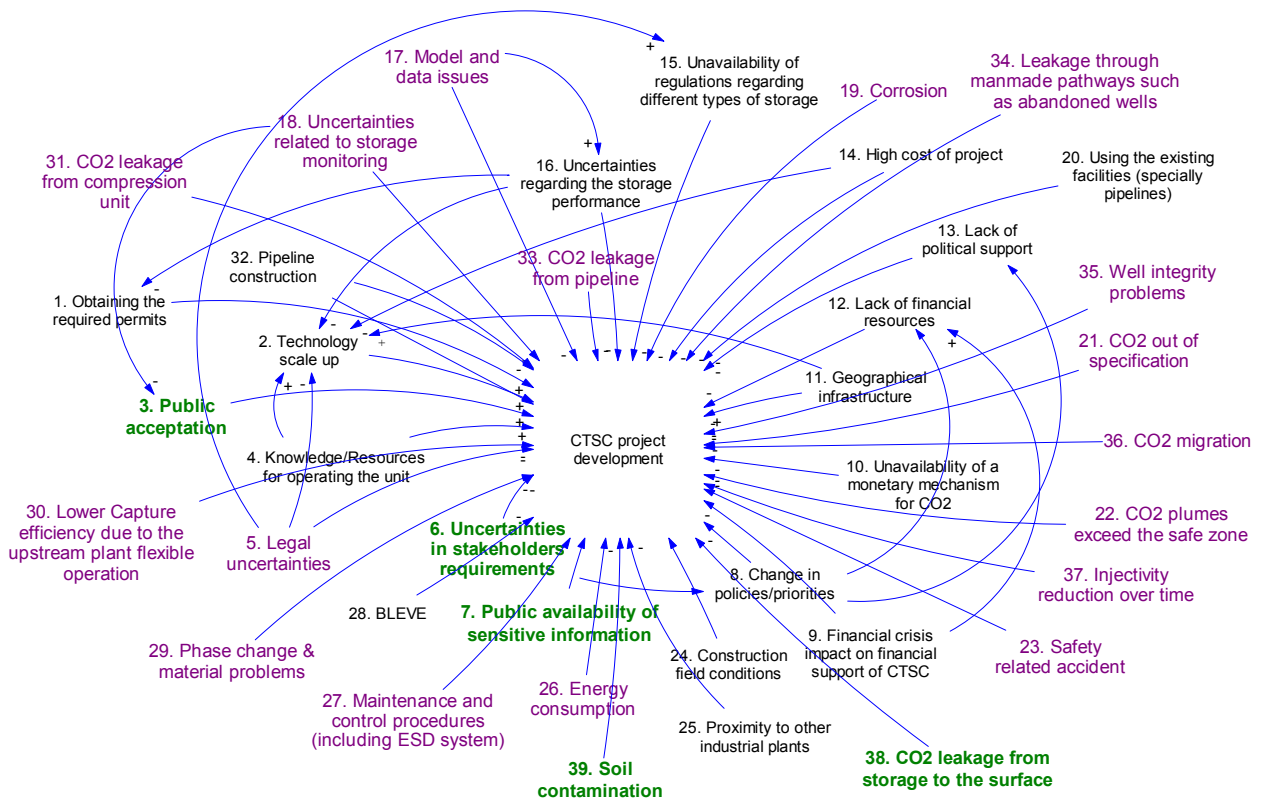 17. Model and
data issues
15. Unavailability of
regulations regarding
different types of storage
34. Leakage through
manmade pathways such
as abandoned wells
19. Corrosion
18. Uncertainties
related to storage
monitoring
31. CO2 leakage
from compression
unit
16. Uncertainties
regarding the storage
performance
14. High cost of project
20. Using the existing
facilities (specially
pipelines)
13. Lack of
political support
32. Pipeline
construction
33. CO2 leakage
from pipeline
35. Well integrity
problems
1. Obtaining the
required permits
12. Lack of financial
resources
2. Technology
scale up
21. CO2 out of
specification
11. Geographical
infrastructure
3. Public
acceptation
CTSC project
development
36. CO2 migration
4. Knowledge/Resources
for operating the unit
10. Unavailability of a
monetary mechanism
for CO2
30. Lower Capture
efficiency due to the
upstream plant flexible
operation
5. Legal
uncertainties
6. Uncertainties
in stakeholders
requirements
22. CO2 plumes
exceed the safe zone
37. Injectivity
reduction over time
8. Change in
policies/priorities
28. BLEVE
7. Public availability of
sensitive information
29. Phase change &
material problems
24. Construction
field conditions
9. Financial crisis
impact on financial
support of CTSC
23. Safety
related accident
27. Maintenance and
control procedures
(including ESD system)
26. Energy
consumption
25. Proximity to other
industrial plants
39. Soil
contamination
38. CO2 leakage from
storage to the surface